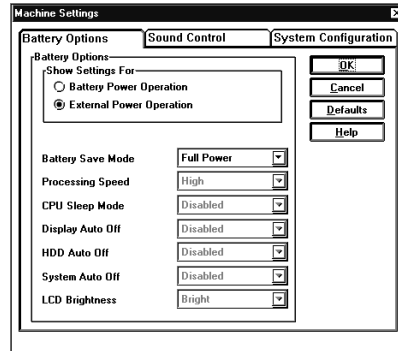 Machine Settings
Battery Options
Sound Control
System Configuration
Battery Options
Show Settings For
Battery Power Operation
External Power Operation
Battery Save Mode Full Power
Processing Speed High
CPU Sleep Mode Disabled
Display Auto Off Disabled
HDD Auto Off Disabled
System Auto Off Disabled
LCD Brightness Bright
OK
Cancel
Defaults
Help